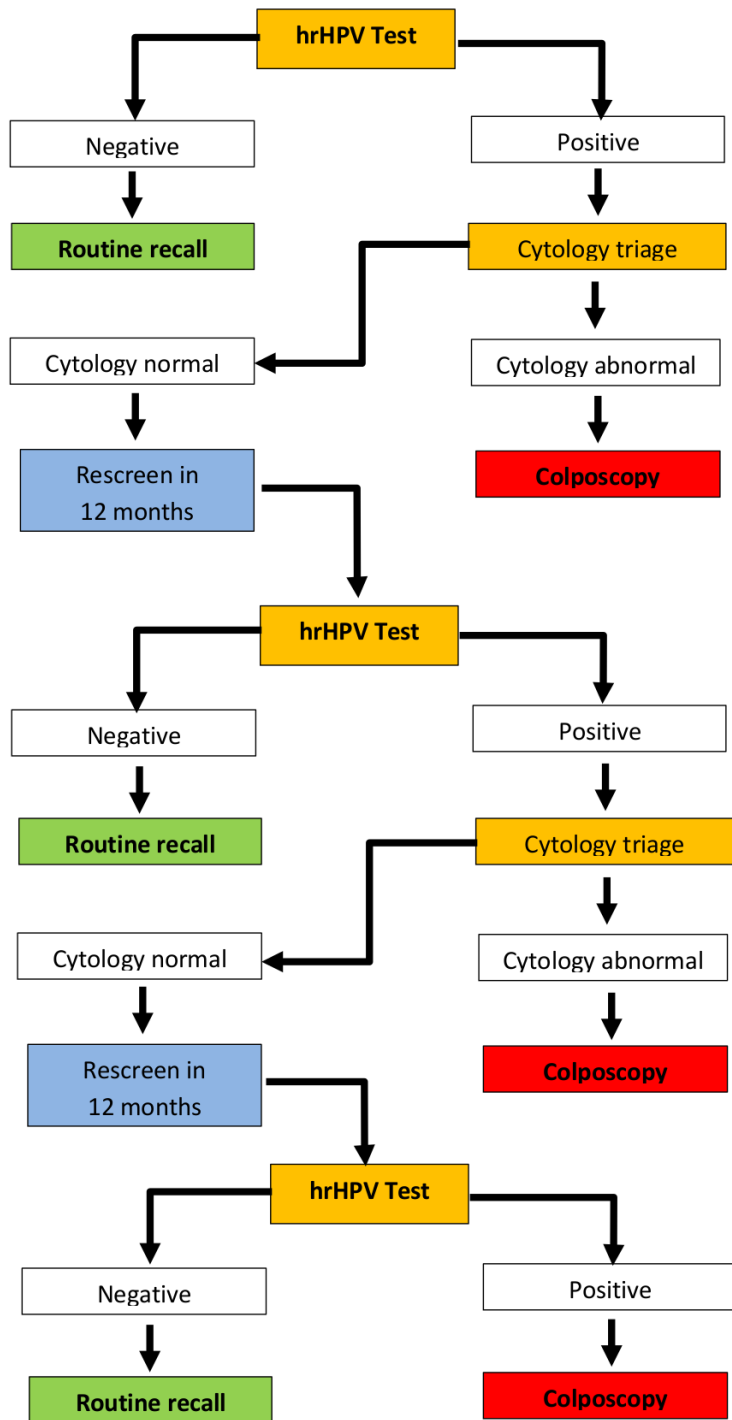 hrHPV Test
Negative
Positive
Routine recall
Cytology triage
Cytology normal
Cytology abnormal
Rescreen in
12 months
Colposcopy
hrHPV Test
Negative
Positive
Routine recall
Cytology triage
Cytology normal
Cytology abnormal
Rescreen in
12 months
Colposcopy
hrHPV Test
Negative
Positive
Routine recall
Colposcopy